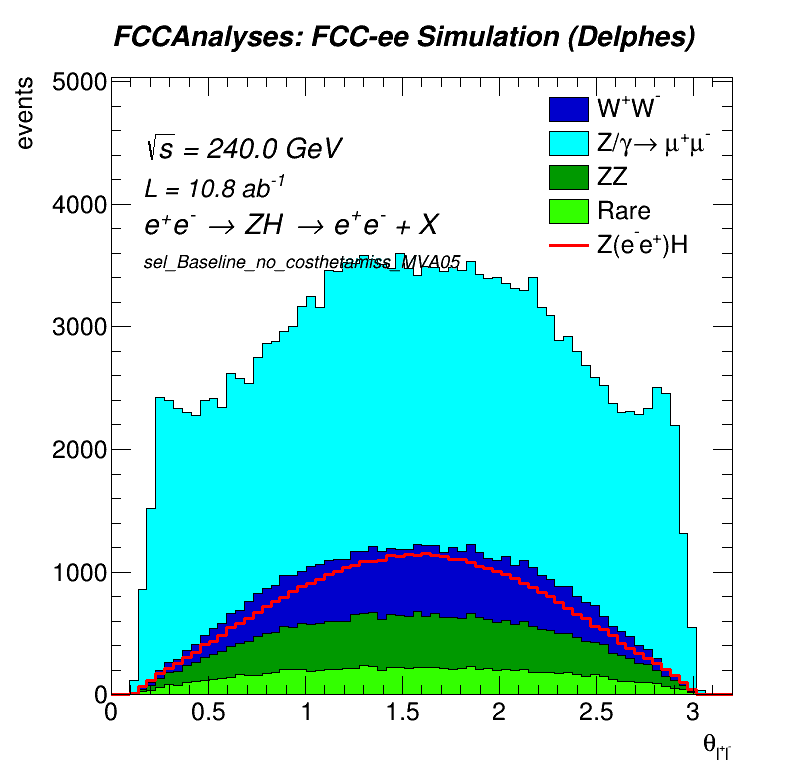 FCCAnalyses: FCC-ee Simulation (Delphes)
events
5000
4000
3000
2000
1000
0
√s = 240.0 GeV
L = 10.8 ab⁻¹
e⁺e⁻ → ZH → e⁺e⁻ + X
sel_Baseline_no_costhetamiss_MVA05
W⁺W⁻
Z/γ→ μ⁺μ⁻
ZZ
Rare
Z(e⁻e⁺)H
0 0.5 1 1.5 2 2.5 3
θ_l⁺l⁻